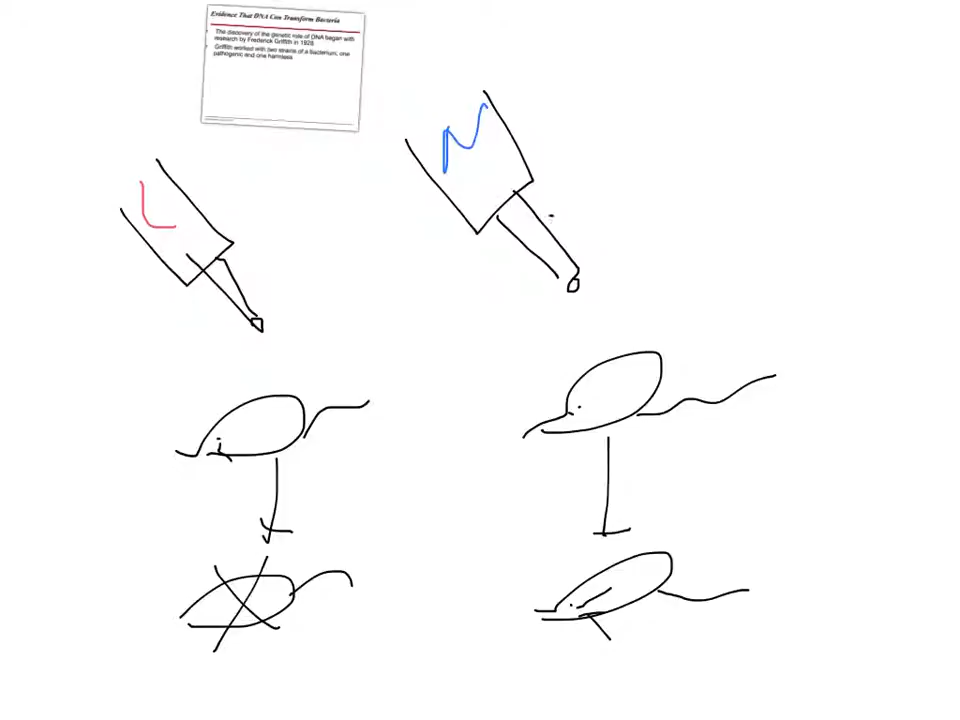 Evidence That DNA Can Transform Bacteria
The discovery of the genetic role of DNA began with
research by Frederick Griffith in 1928
Griffith worked with two strains of a bacterium, one
pathogenic and one harmless
L
N